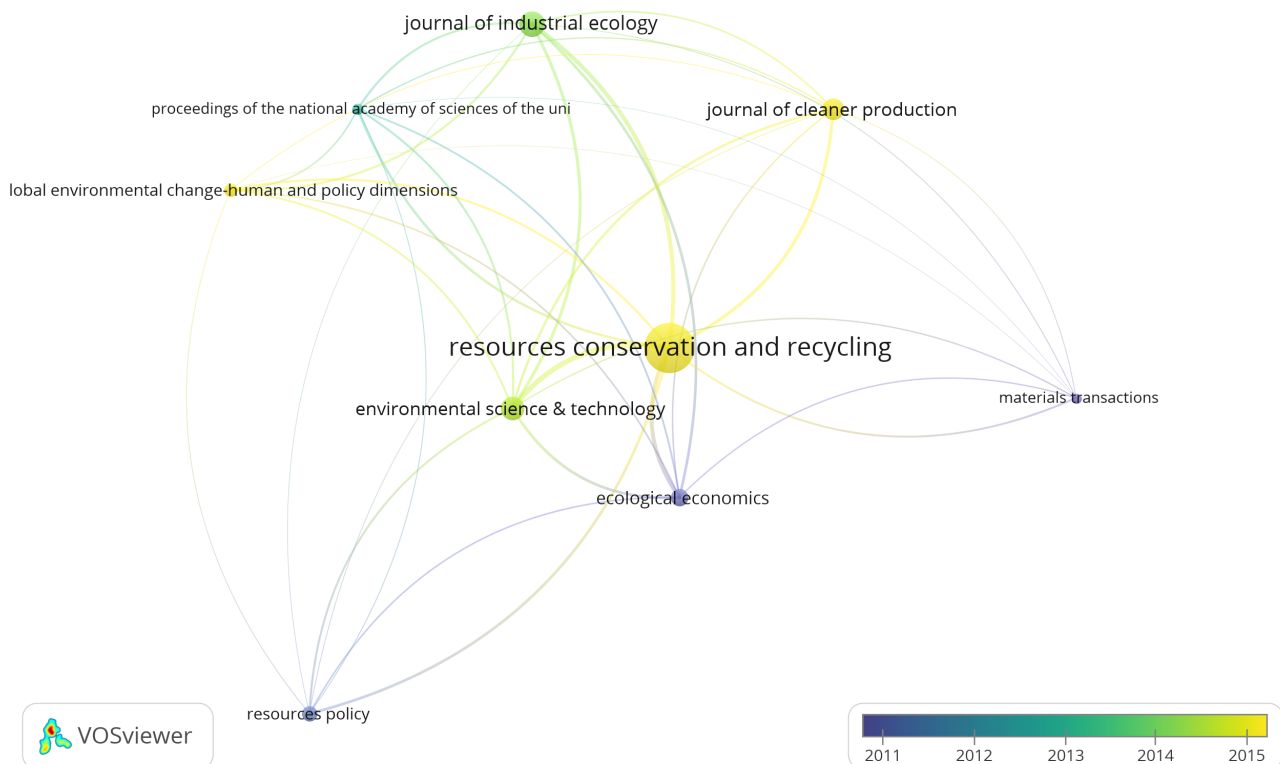 journal of industrial ecology
proceedings of the national academy of sciences of the uni
journal of cleaner production
lobal environmental change-human and policy dimensions
resources conservation and recycling
environmental science & technology
materials transactions
ecological economics
resources policy
VOSviewer
2011 2012 2013 2014 2015